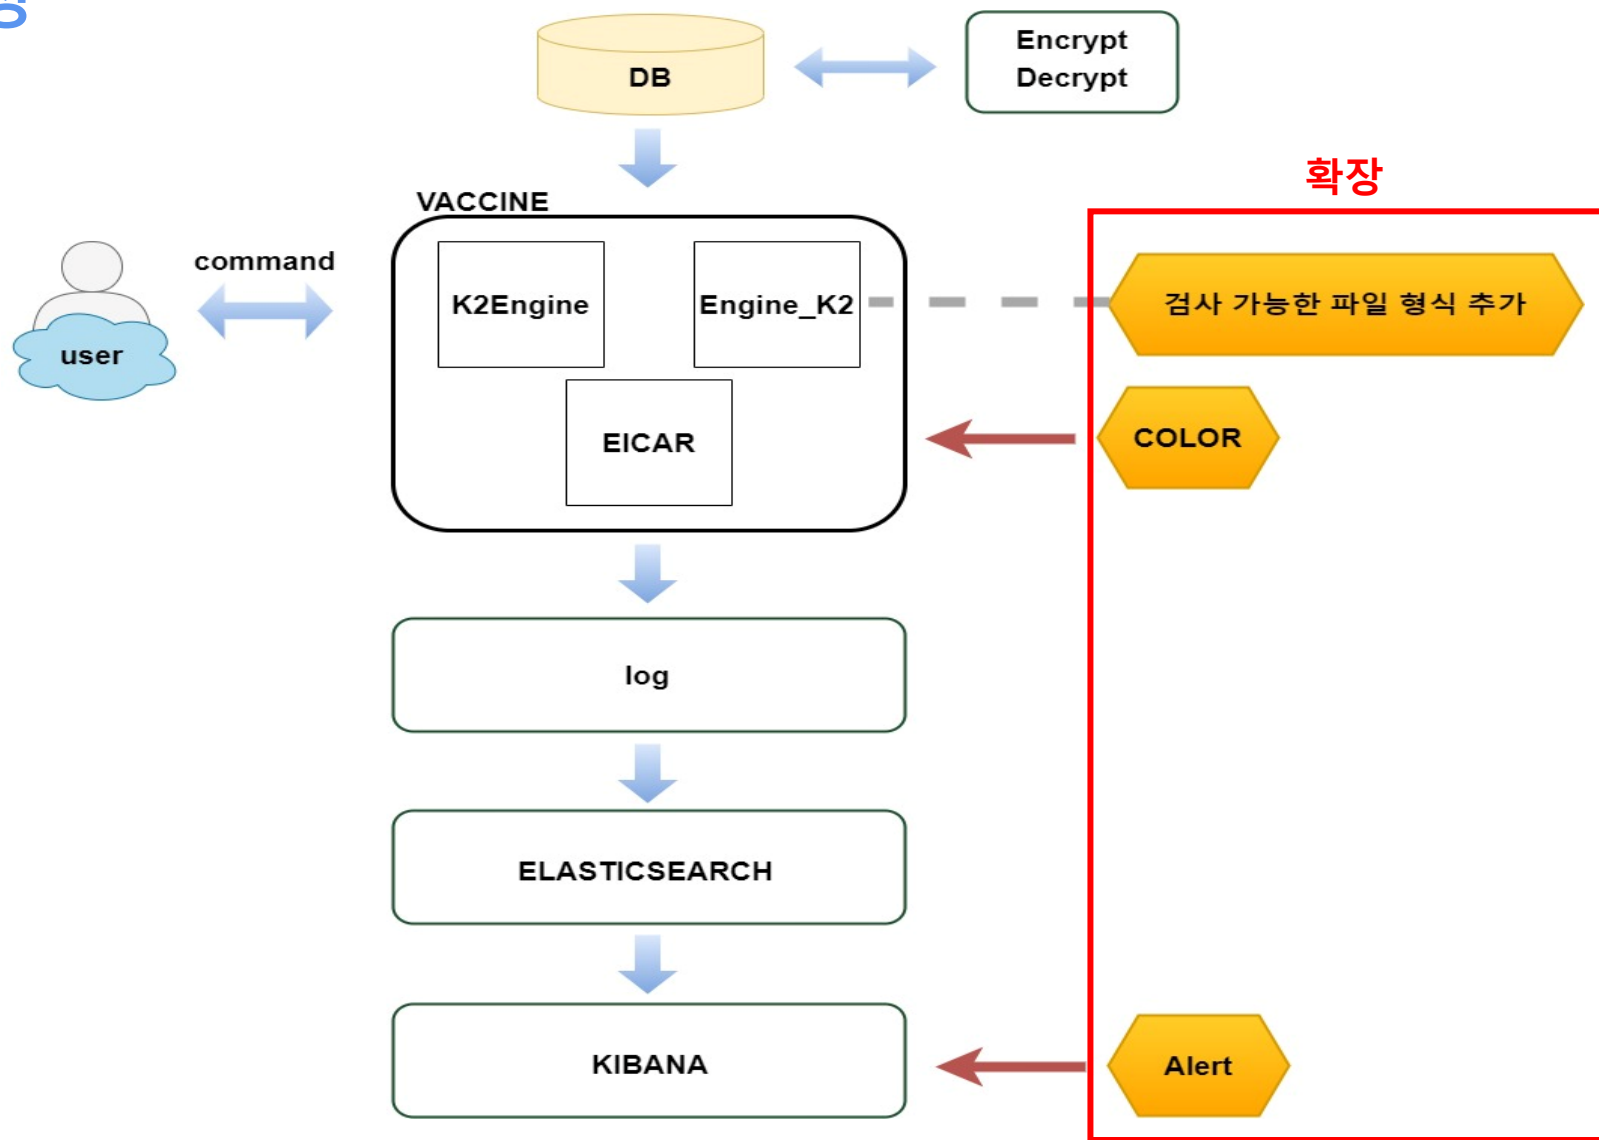 DB
Encrypt
Decrypt
확장
VACCINE
command
user
K2Engine
Engine_K2
EICAR
검사 가능한 파일 형식 추가
COLOR
log
ELASTICSEARCH
KIBANA
Alert